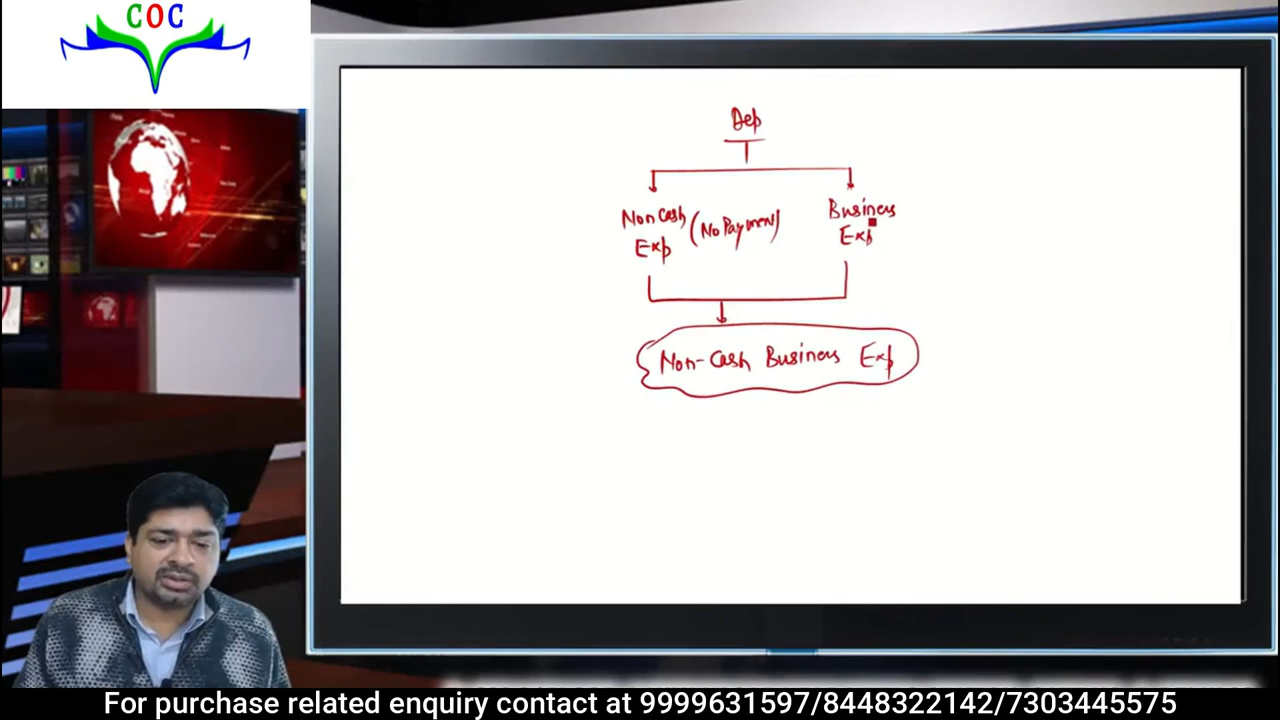 COC
Dep
Non Cash (No Payment) Business
Exp Exp
Non-Cash Business Exp
For purchase related enquiry contact at 9999631597/8448322142/7303445575